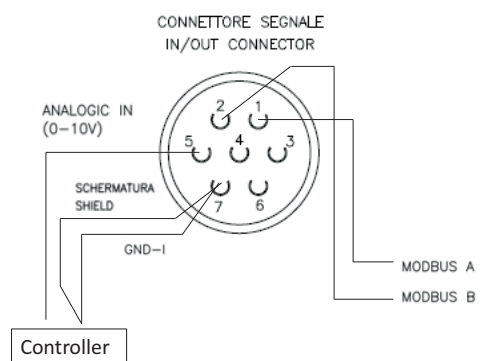 CONNETTORE SEGNALE
IN/OUT CONNECTOR
ANALOGIC IN
(0-10V)
2
1
5
4
3
SCHERMATURA
SHIELD
7
6
GND-I
MODBUS A
MODBUS B
Controller